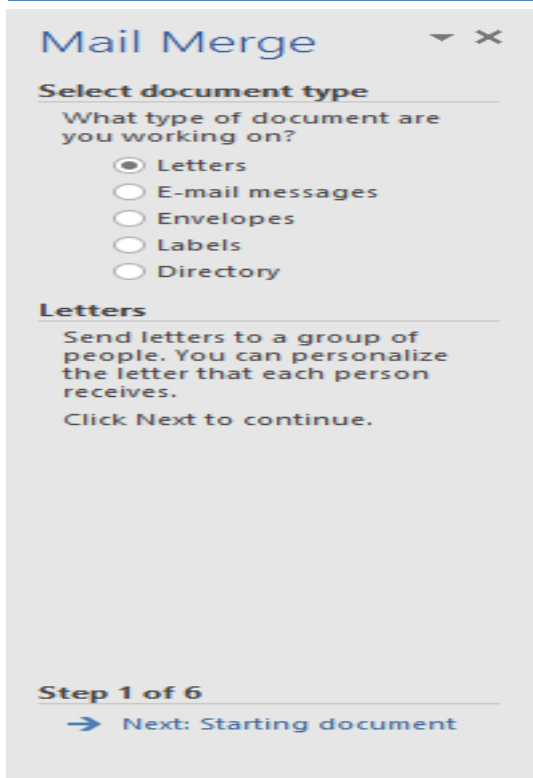 Mail Merge
Select document type
What type of document are
you working on?
Letters
E-mail messages
Envelopes
Labels
Directory
Letters
Send letters to a group of
people. You can personalize
the letter that each person
receives.
Click Next to continue.
Step 1 of 6
Next: Starting document